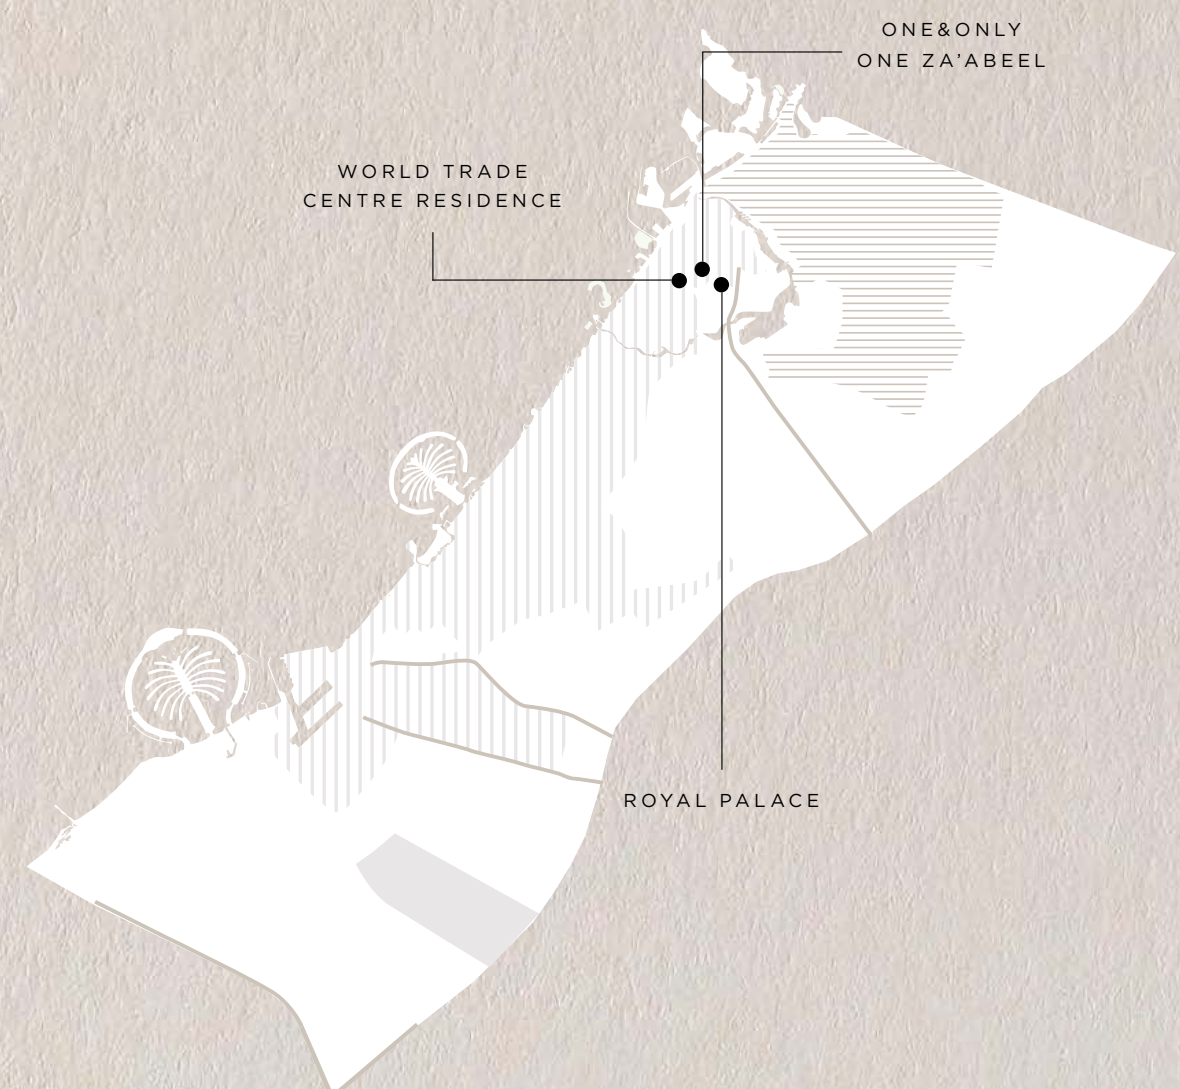 ONE&ONLY
ONE ZA’ABEEL
WORLD TRADE
CENTRE RESIDENCE
ROYAL PALACE